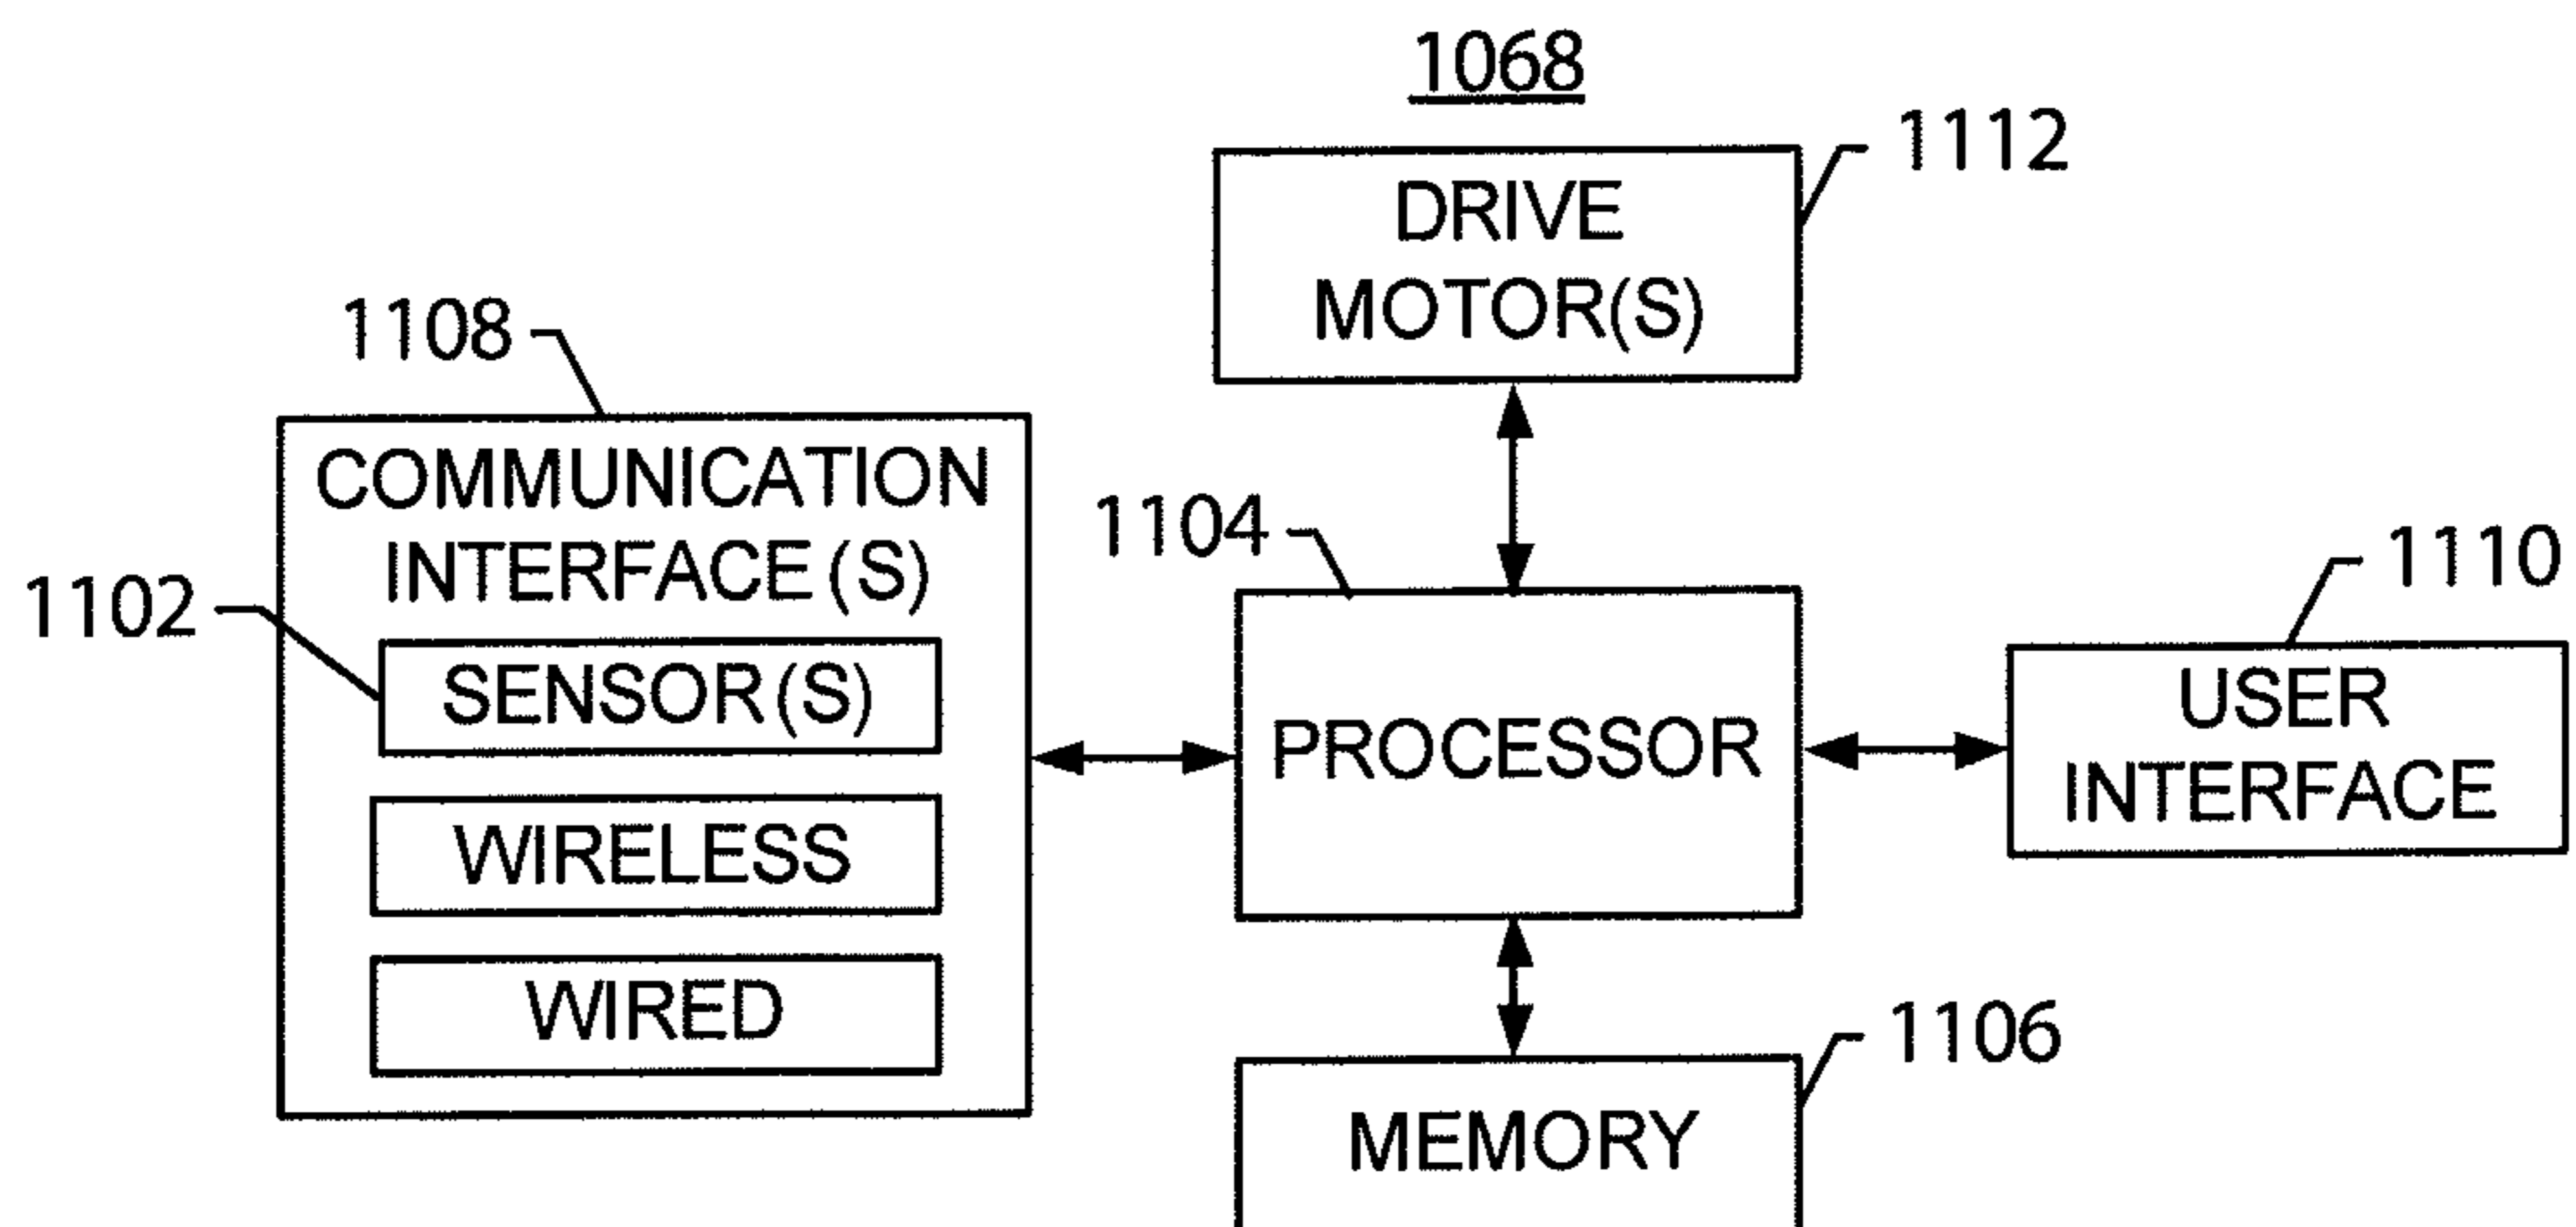 1068
1112
DRIVE
MOTOR(S)
1108
COMMUNICATION
INTERFACE(S)
1102
SENSOR(S)
WIRELESS
WIRED
1104
PROCESSOR
1110
USER
INTERFACE
1106
MEMORY